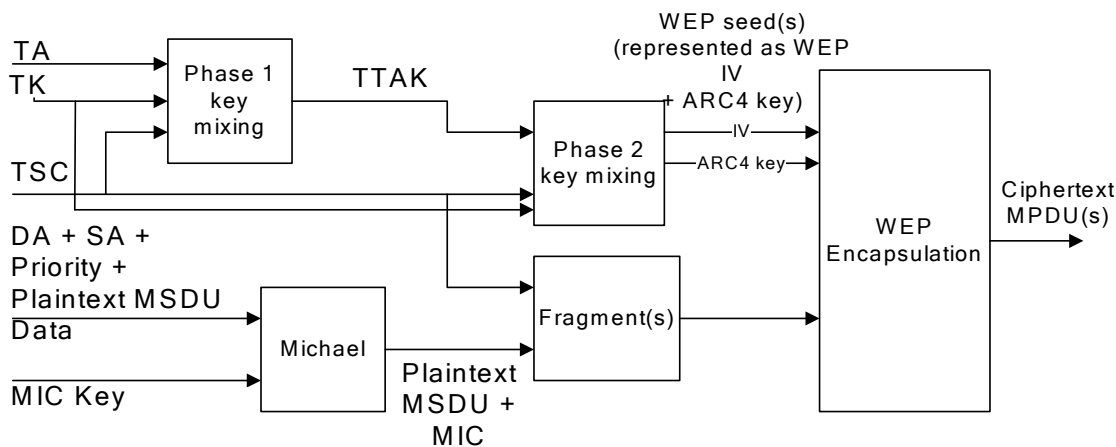 TA
TK
TSC
DA + SA +
Priority +
Plaintext MSDU
Data
MIC Key
Phase 1
key
mixing
TTAK
Michael
Plaintext
MSDU +
MIC
WEP seed(s)
(represented as WEP
IV
+ ARC4 key)
IV
ARC4 key
Phase 2
key mixing
Fragment(s)
WEP
Encapsulation
Ciphertext
MPDU(s)